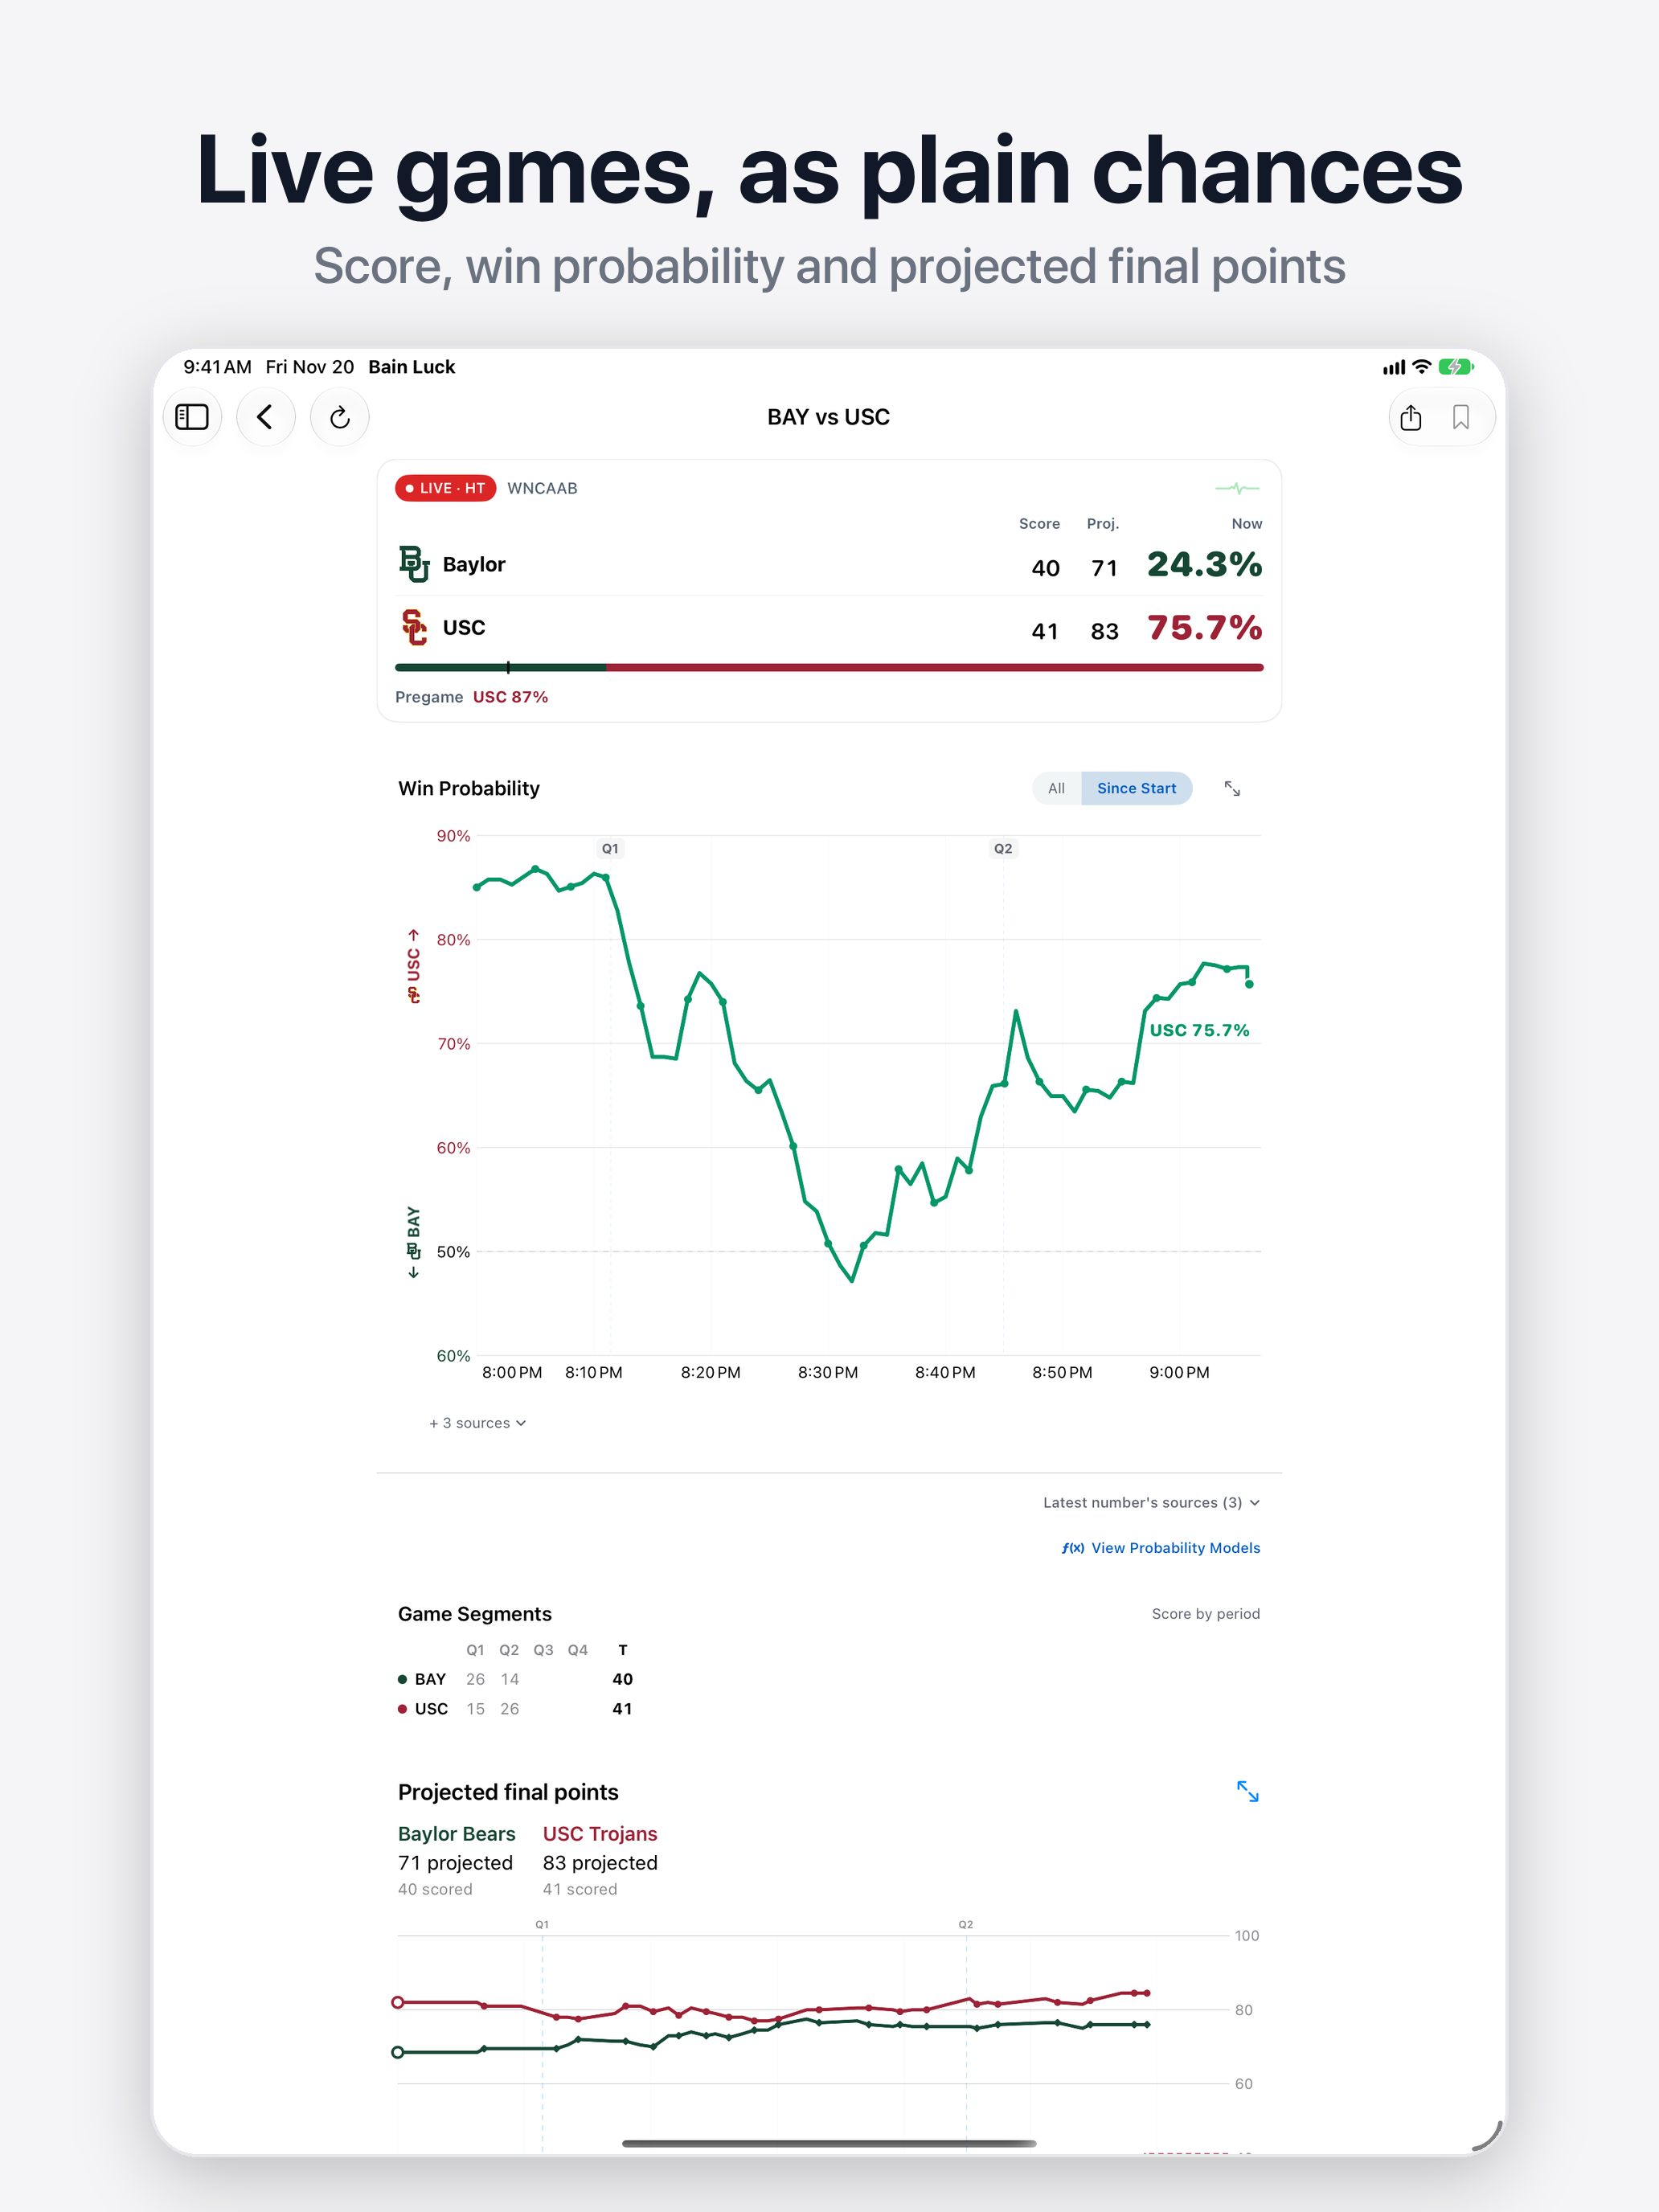 Live games, as plain chances
Score, win probability and projected final points
9:41 AM Fri Nov 20 Bain Luck
BAY vs USC
LIVE · HT WNCAAB
Score Proj. Now
Baylor 40 71 24.3%
USC 41 83 75.7%
Pregame USC 87%
Win Probability All Since Start
90%
Q1 Q2
80%
USC →
70%
USC 75.7%
60%
← BAY
50%
60%
8:00 PM 8:10 PM 8:20 PM 8:30 PM 8:40 PM 8:50 PM 9:00 PM
+ 3 sources
Latest number's sources (3)
f(x) View Probability Models
Game Segments Score by period
Q1 Q2 Q3 Q4 T
BAY 26 14 40
USC 15 26 41
Projected final points
Baylor Bears USC Trojans
71 projected 83 projected
40 scored 41 scored
Q1 Q2
100
80
60